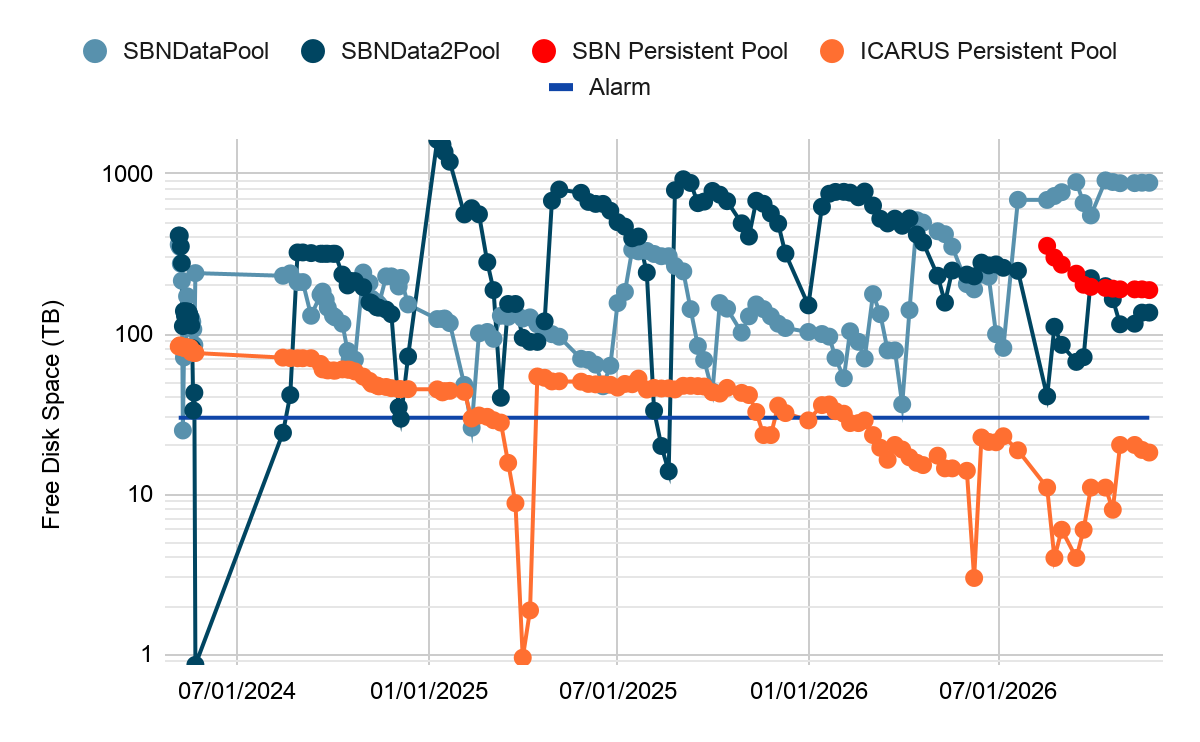 SBNDataPool SBNData2Pool SBN Persistent Pool ICARUS Persistent Pool
Alarm
Free Disk Space (TB)
1000
100
10
1
07/01/2024 01/01/2025 07/01/2025 01/01/2026 07/01/2026